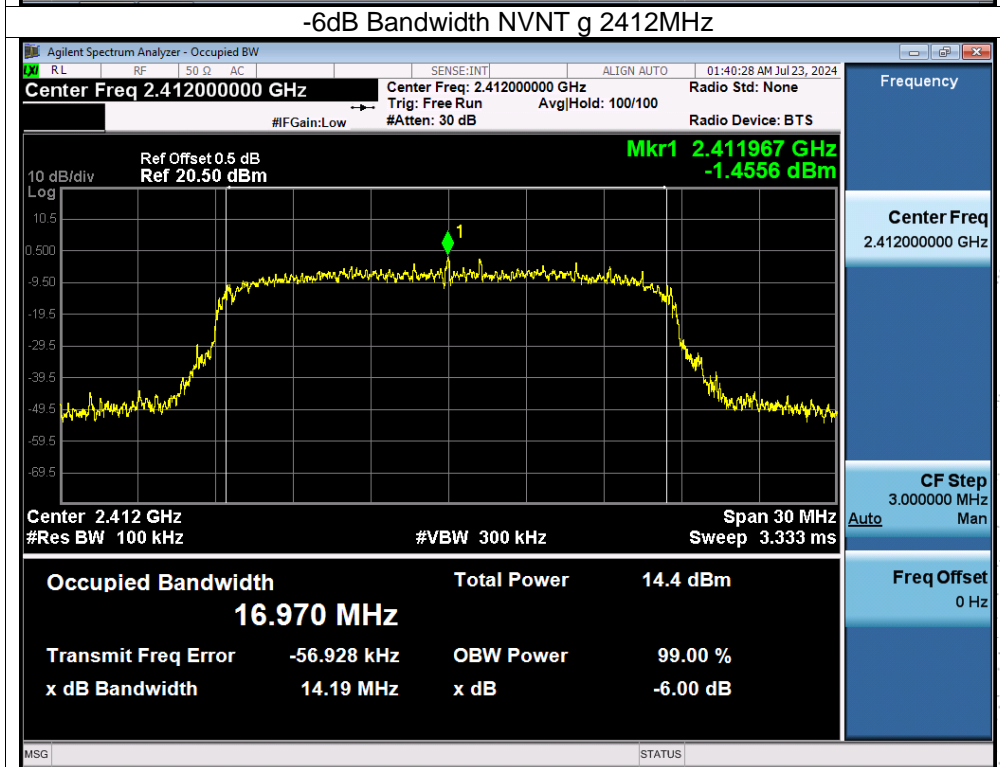 -6dB Bandwidth NVNT g 2412MHz
Agilent Spectrum Analyzer - Occupied BW
LXI RL RF 50 Ω AC SENSE:INT ALIGN AUTO 01:40:28 AM Jul 23, 2024
Center Freq 2.412000000 GHz Center Freq: 2.412000000 GHz Radio Std: None
Trig: Free Run Avg|Hold: 100/100
#IFGain:Low #Atten: 30 dB Radio Device: BTS
Frequency
Mkr1 2.411967 GHz
-1.4556 dBm
Ref Offset 0.5 dB
10 dB/div Ref 20.50 dBm
Log
10.5
0.500
-9.50
-19.5
-29.5
-39.5
-49.5
-59.5
-69.5
1
Center 2.412 GHz Span 30 MHz
#Res BW 100 kHz #VBW 300 kHz Sweep 3.333 ms
Center Freq
2.412000000 GHz
CF Step
3.000000 MHz
Auto Man
Freq Offset
0 Hz
Occupied Bandwidth Total Power 14.4 dBm
16.970 MHz
Transmit Freq Error -56.928 kHz OBW Power 99.00 %
x dB Bandwidth 14.19 MHz x dB -6.00 dB
MSG STATUS